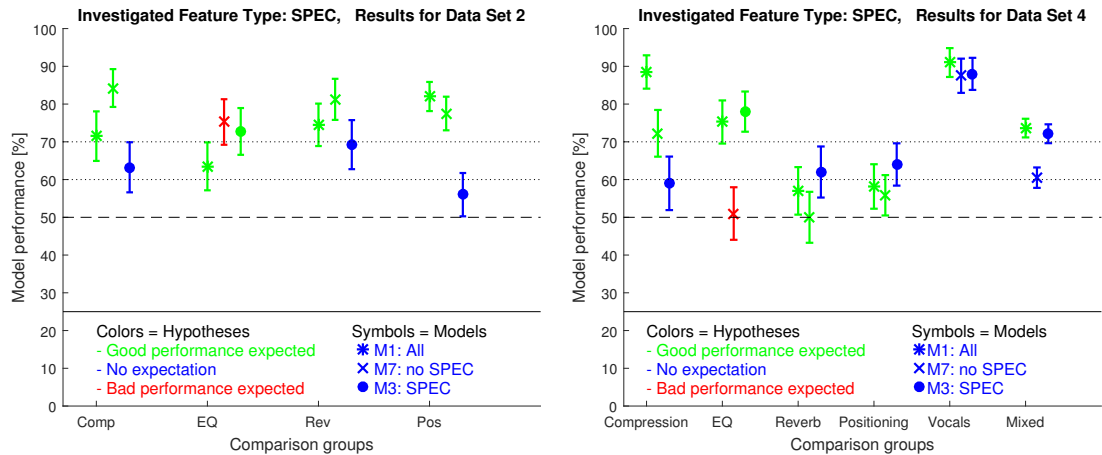 Investigated Feature Type: SPEC, Results for Data Set 2
100
90
80
70
60
50
40
30
20
10
0
Model performance [%]
Colors = Hypotheses
- Good performance expected
- No expectation
- Bad performance expected
Symbols = Models
M1: All
M7: no SPEC
M3: SPEC
Comp EQ Rev Pos
Comparison groups
Investigated Feature Type: SPEC, Results for Data Set 4
100
90
80
70
60
50
40
30
20
10
0
Model performance [%]
Colors = Hypotheses
- Good performance expected
- No expectation
- Bad performance expected
Symbols = Models
M1: All
M7: no SPEC
M3: SPEC
Compression EQ Reverb Positioning Vocals Mixed
Comparison groups